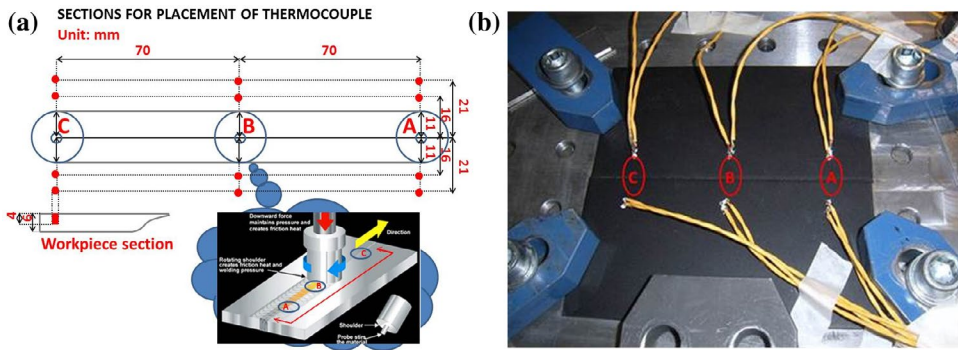 (a)
SECTIONS FOR PLACEMENT OF THERMOCOUPLE
Unit: mm
70
70
C
B
A
11
16
21
11
16
21
4
6
Workpiece section
Downward force
maintains pressure and
creates friction heat
Direction
Rotating shoulder
creates friction heat and
welding pressure
C
B
A
Shoulder
Probe stirs
the material
(b)
C
B
A